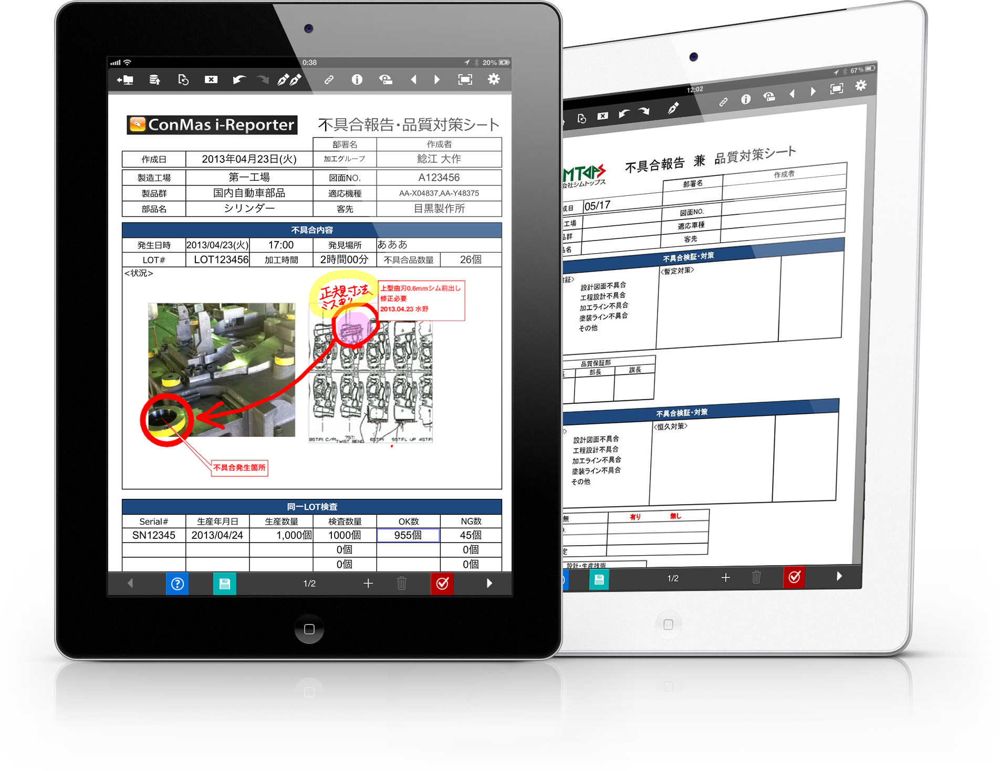 0:38
20%
ConMas i-Reporter
不具合報告・品質対策シート
部署名 作成者
作成日 2013年04月23日(火) 加工グループ 鯰江 大作
製造工場 第一工場 図面NO. A123456
製品群 国内自動車部品 適応機種 AA-X04837,AA-Y48375
部品名 シリンダー 客先 目黒製作所
不具合内容
発生日時 2013/04/23(火) 17:00 発見場所 あああ
LOT# LOT123456 加工時間 2時間00分 不具合品数量 26個
<状況>
正規寸法
ミスあり
上型曲刃0.6mmシム前出し
修正必要
2013.04.23 水野
8ST:PI C/PI 7ST: TWIST BEND 6ST:PI 5ST:FL UP 4ST:FI
不具合発生箇所
同一LOT検査
Serial# 生産年月日 生産数量 検査数量 OK数 NG数
SN12345 2013/04/24 1,000個 1000個 955個 45個
0個 0個
0個 0個
1/2
12:02
67%
MTOPS
会社シムトップス
不具合報告 兼 品質対策シート
部署名 作成者
成日 05/17
工場 図面NO.
品群 適応車種
品名 客先
不具合検証・対策
証> <暫定対策>
設計図面不具合
工程設計不具合
加工ライン不具合
塗装ライン不具合
その他
品質保証部
長 部長 課長
不具合検証・対策
<恒久対策>
設計図面不具合
工程設計不具合
加工ライン不具合
塗装ライン不具合
その他
無 有り 無し
定
設計・生産技術
1/2